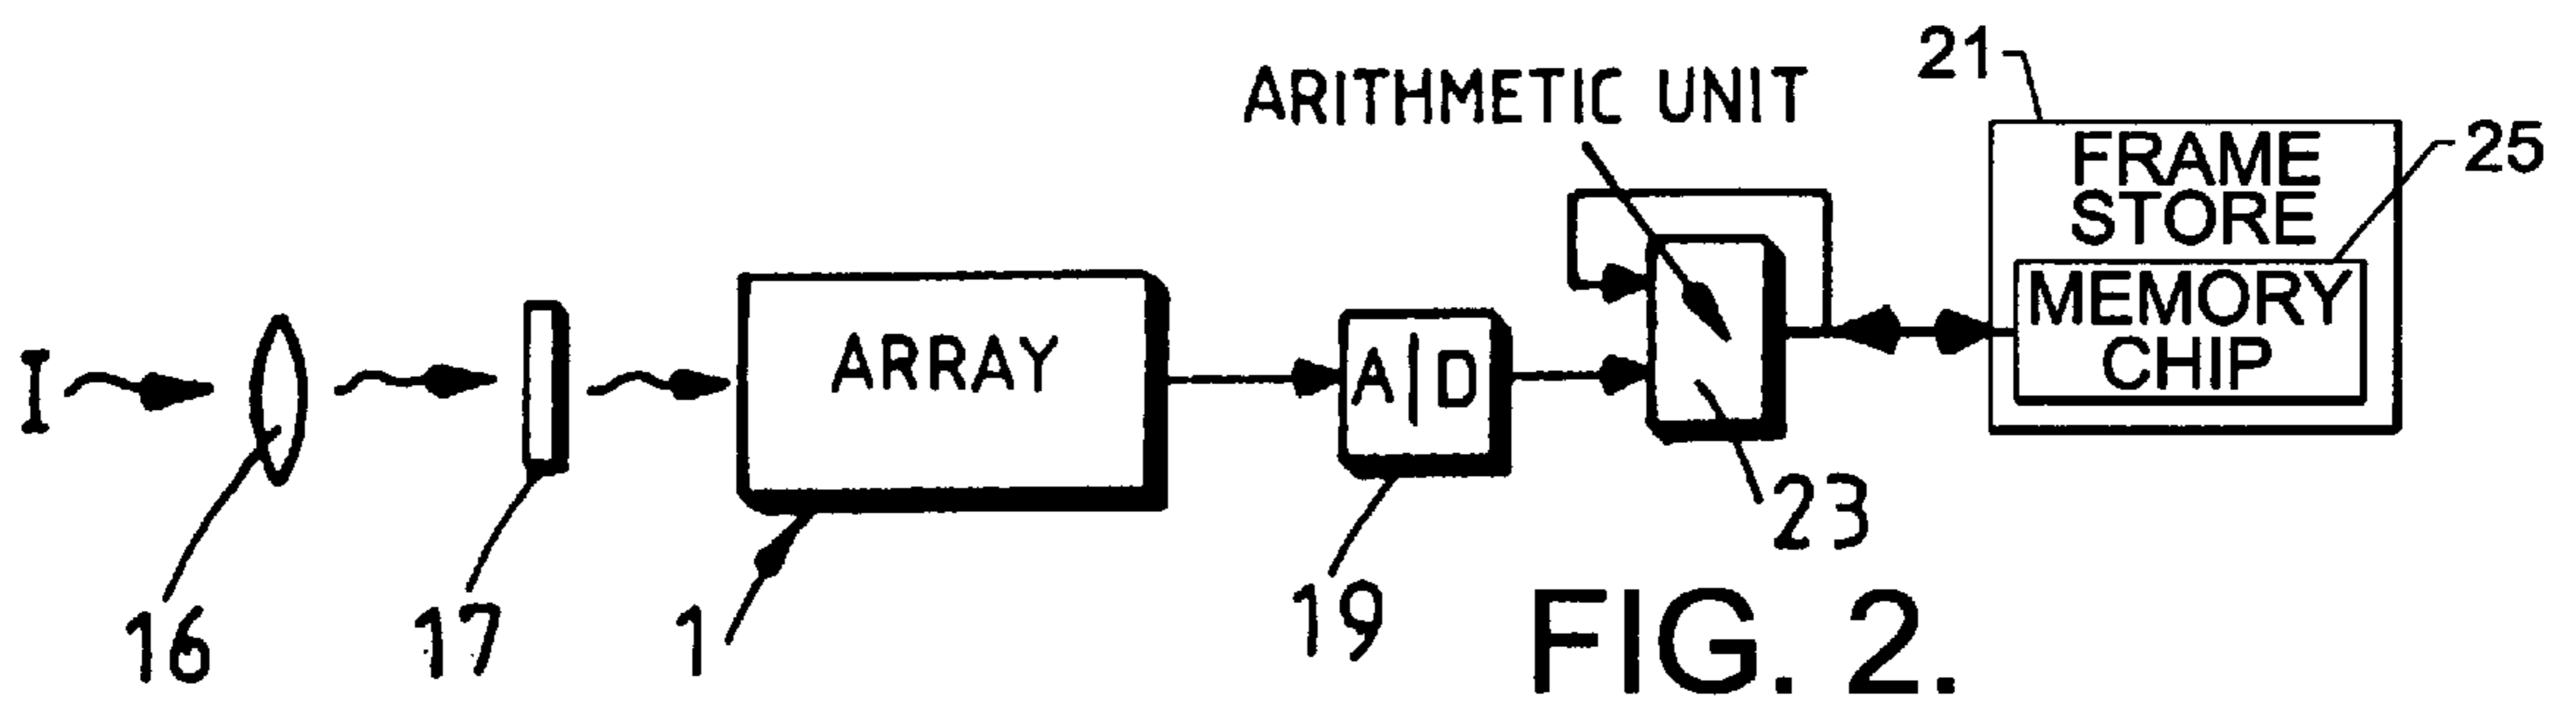 21
ARITHMETIC UNIT
FRAME
STORE
25
MEMORY
CHIP
I
ARRAY
A|D
23
16
17
1
19
FIG. 2.